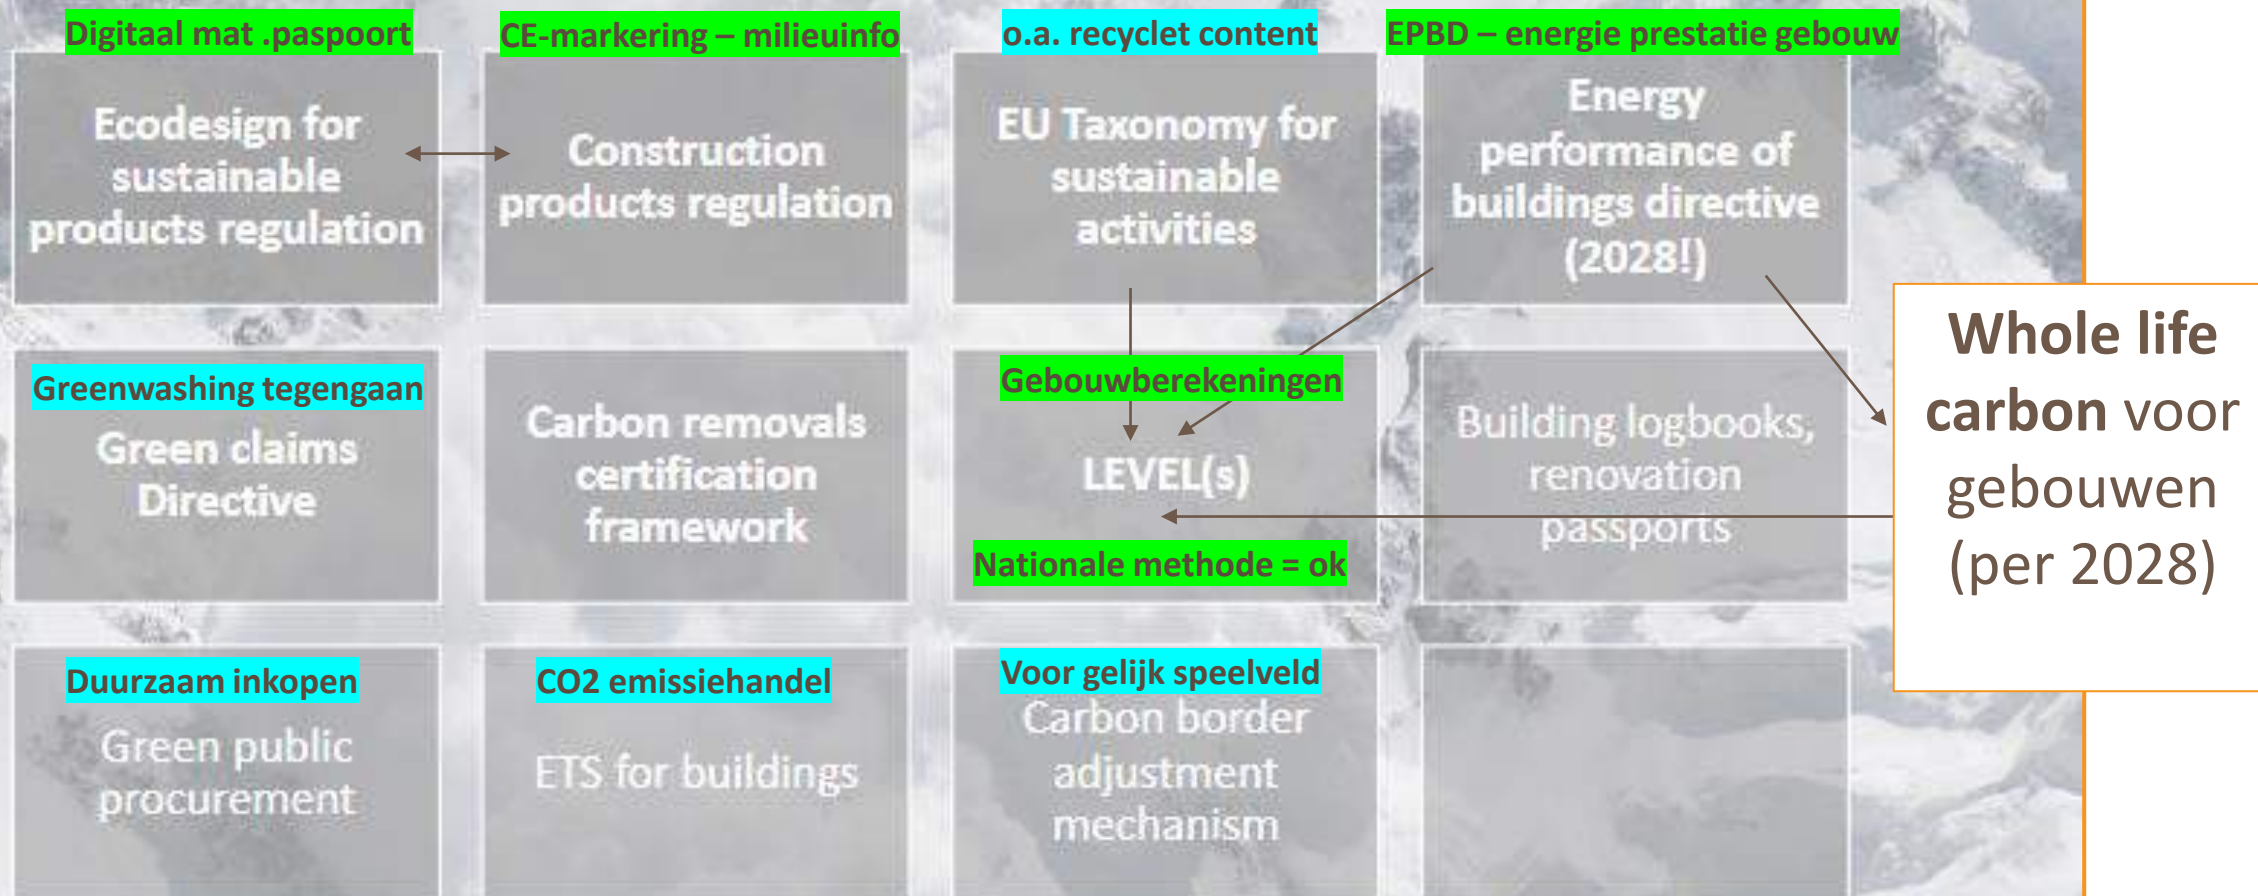 Digitaal mat .paspoort
Ecodesign for
sustainable
products regulation
CE-markering – milieuinfo
Construction
products regulation
o.a. recyclet content
EU Taxonomy for
sustainable
activities
EPBD – energie prestatie gebouw
Energy
performance of
buildings directive
(2028!)
Whole life
carbon voor
gebouwen
(per 2028)
Greenwashing tegengaan
Green claims
Directive
Carbon removals
certification
framework
Gebouwberekeningen
LEVEL(s)
Nationale methode = ok
Building logbooks,
renovation
passports
Duurzaam inkopen
Green public
procurement
CO2 emissiehandel
ETS for buildings
Voor gelijk speelveld
Carbon border
adjustment
mechanism